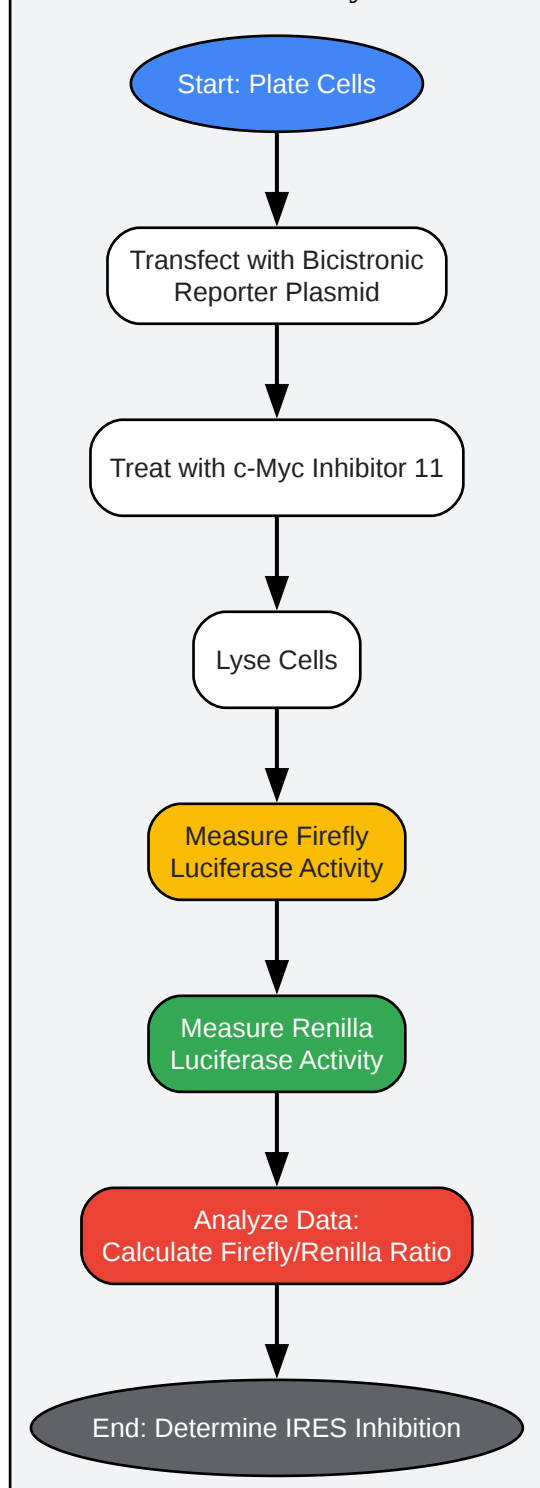 Start: Plate Cells
Transfect with Bicistronic
Reporter Plasmid
Treat with c-Myc Inhibitor 11
Lyse Cells
Measure Firefly
Luciferase Activity
Measure Renilla
Luciferase Activity
Analyze Data:
Calculate Firefly/Renilla Ratio
End: Determine IRES Inhibition